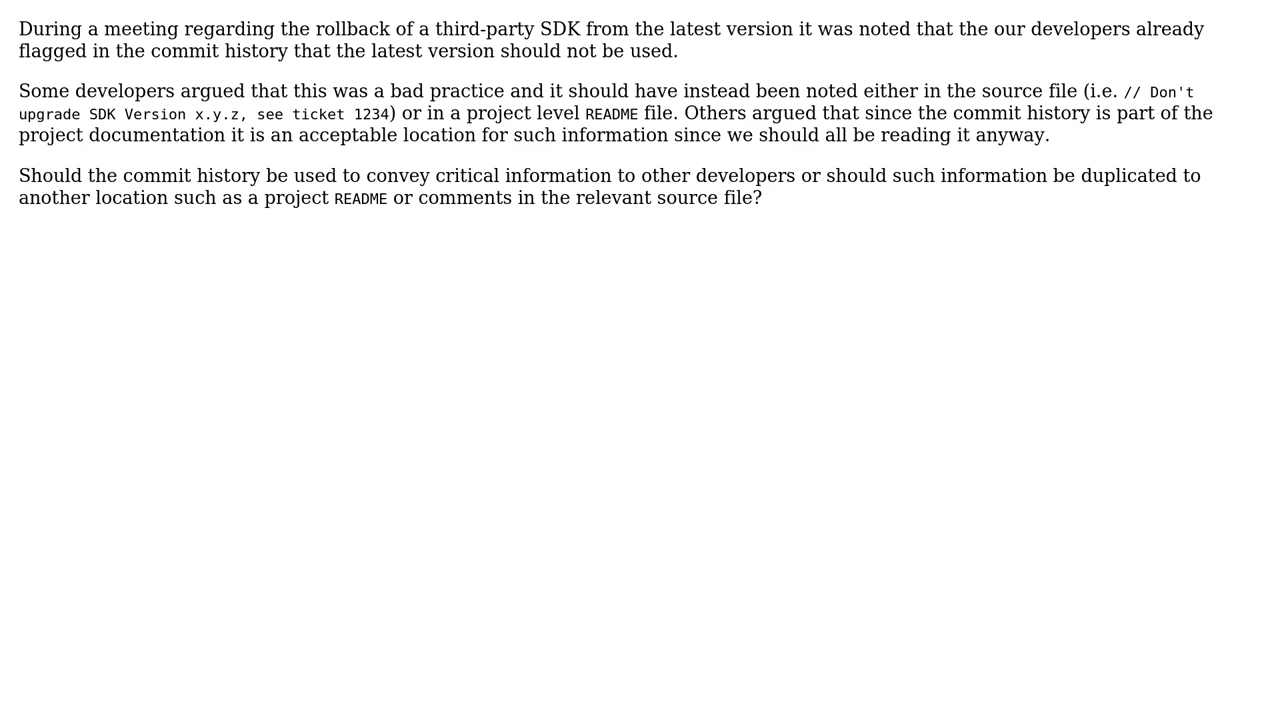 During a meeting regarding the rollback of a third-party SDK from the latest version it was noted that the our developers already
flagged in the commit history that the latest version should not be used.
Some developers argued that this was a bad practice and it should have instead been noted either in the source file (i.e. // Don't
upgrade SDK Version x.y.z, see ticket 1234) or in a project level README file. Others argued that since the commit history is part of the
project documentation it is an acceptable location for such information since we should all be reading it anyway.
Should the commit history be used to convey critical information to other developers or should such information be duplicated to
another location such as a project README or comments in the relevant source file?